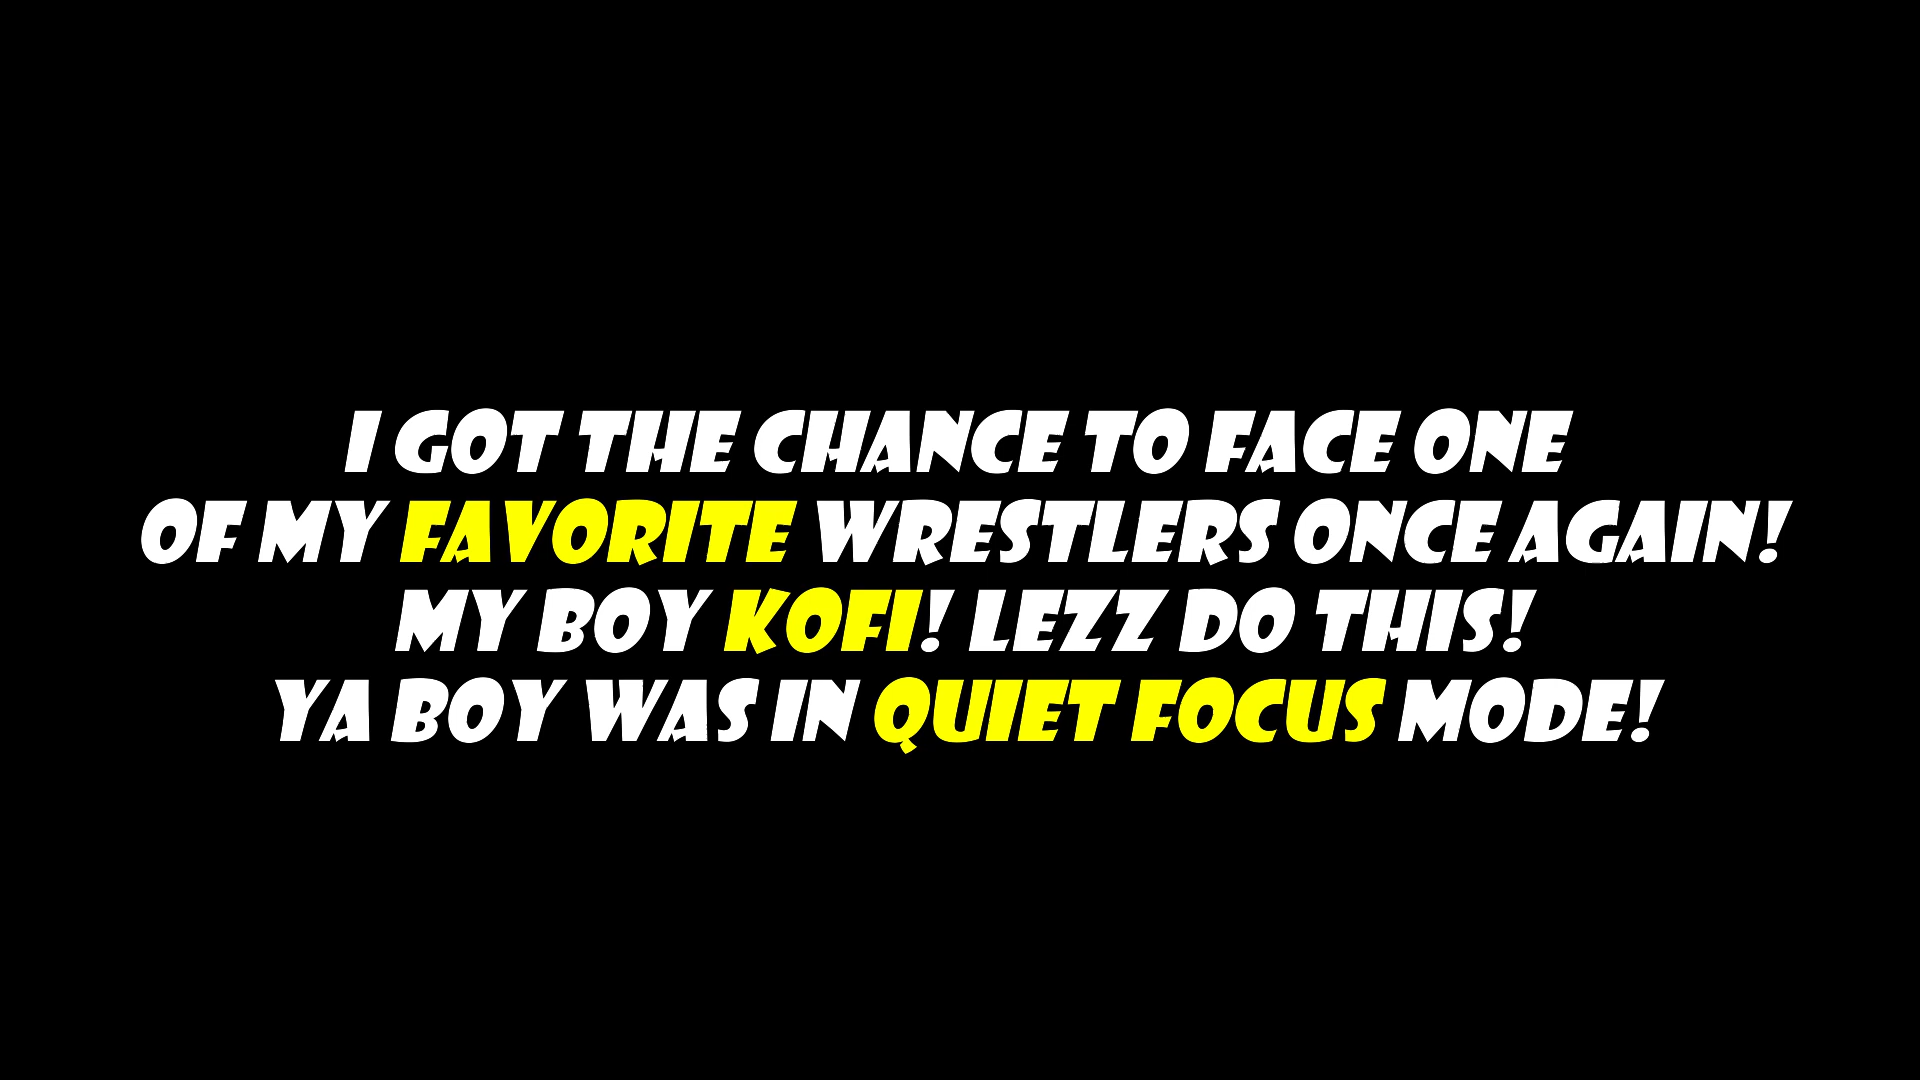 I GOT THE CHANCE TO FACE ONE
OF MY FAVORITE WRESTLERS ONCE AGAIN!
MY BOY KOFI! LEZZ DO THIS!
YA BOY WAS IN QUIET FOCUS MODE!